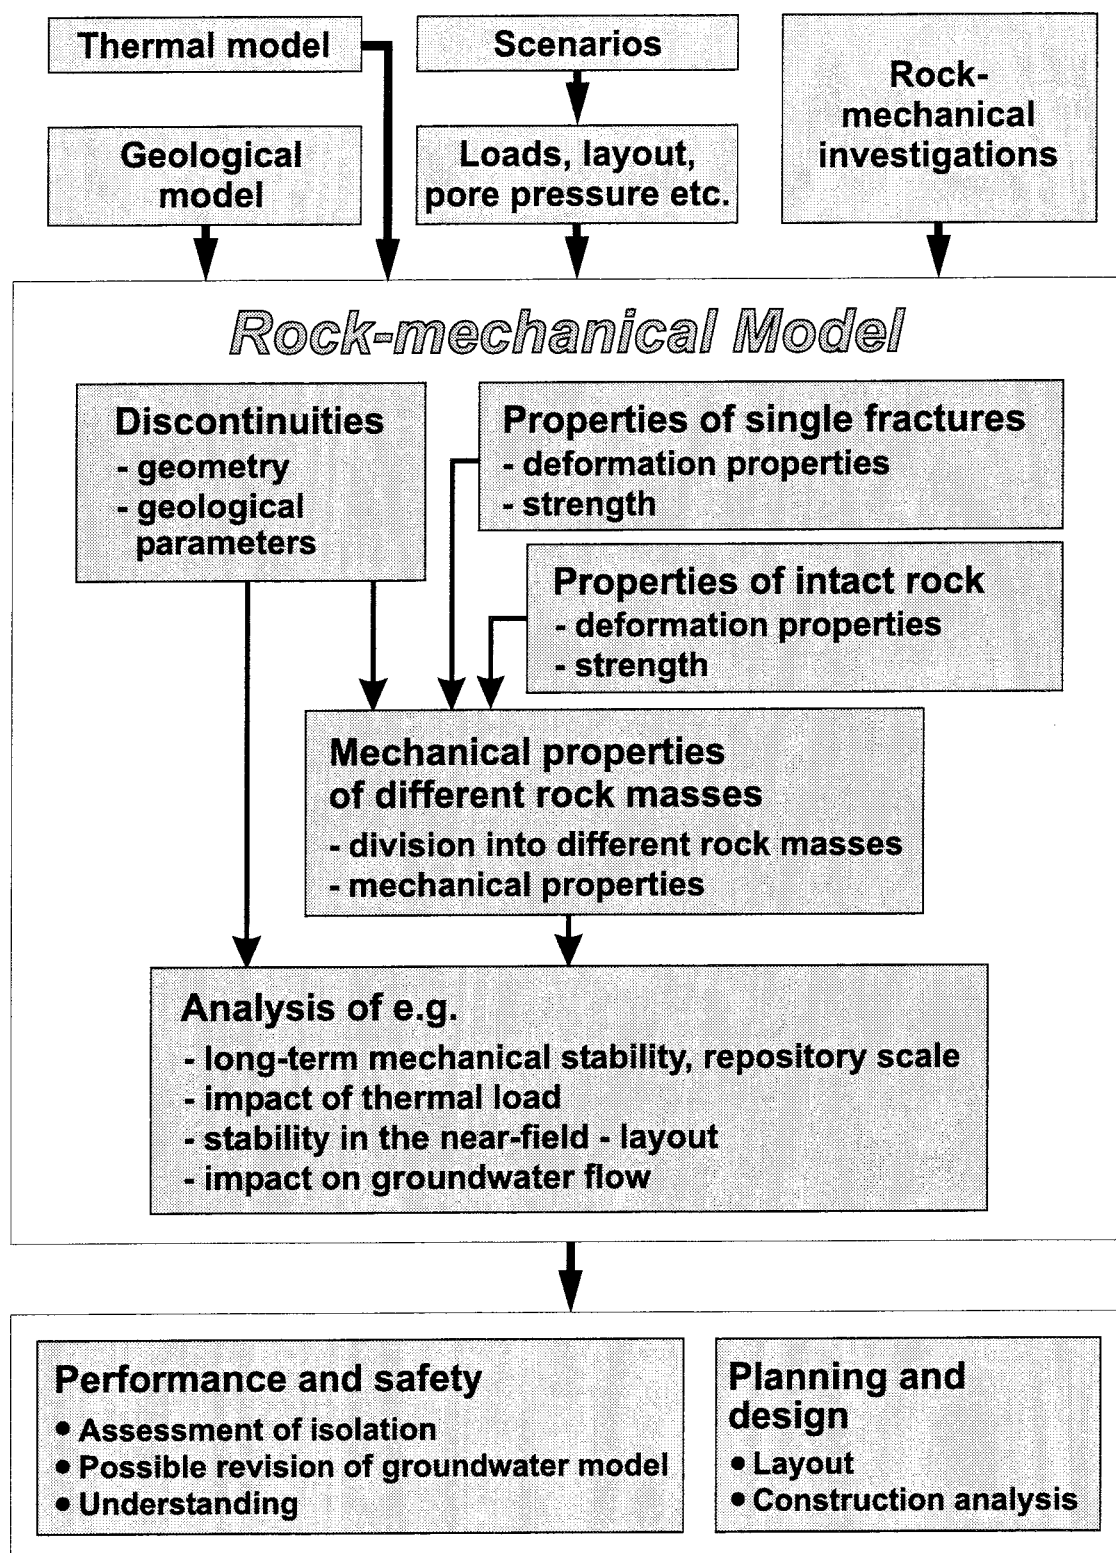 Thermal model
Scenarios
Rock-
mechanical
investigations
Geological
model
Loads, layout,
pore pressure etc.
Rock-mechanical Model
Discontinuities
- geometry
- geological
parameters
Properties of single fractures
- deformation properties
- strength
Properties of intact rock
- deformation properties
- strength
Mechanical properties
of different rock masses
- division into different rock masses
- mechanical properties
Analysis of e.g.
- long-term mechanical stability, repository scale
- impact of thermal load
- stability in the near-field - layout
- impact on groundwater flow
Performance and safety
● Assessment of isolation
● Possible revision of groundwater model
● Understanding
Planning and
design
● Layout
● Construction analysis